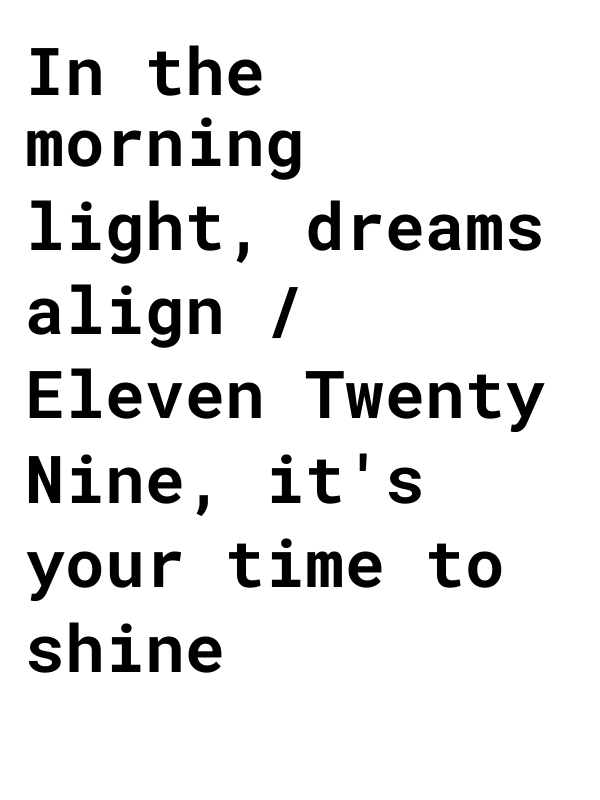 In the
morning
light, dreams
align /
Eleven Twenty
Nine, it's
your time to
shine